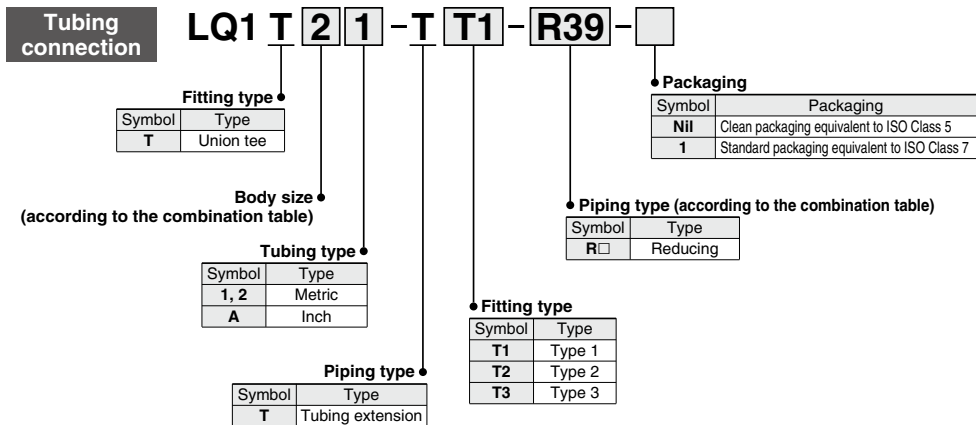 Tubing
connection
LQ1 T 2 1 - T T1 - R39 - □
Packaging
Symbol Packaging
Nil Clean packaging equivalent to ISO Class 5
1 Standard packaging equivalent to ISO Class 7
Fitting type
Symbol Type
T Union tee
Body size
(according to the combination table)
Piping type (according to the combination table)
Symbol Type
R□ Reducing
Tubing type
Symbol Type
1, 2 Metric
A Inch
Fitting type
Symbol Type
T1 Type 1
T2 Type 2
T3 Type 3
Piping type
Symbol Type
T Tubing extension